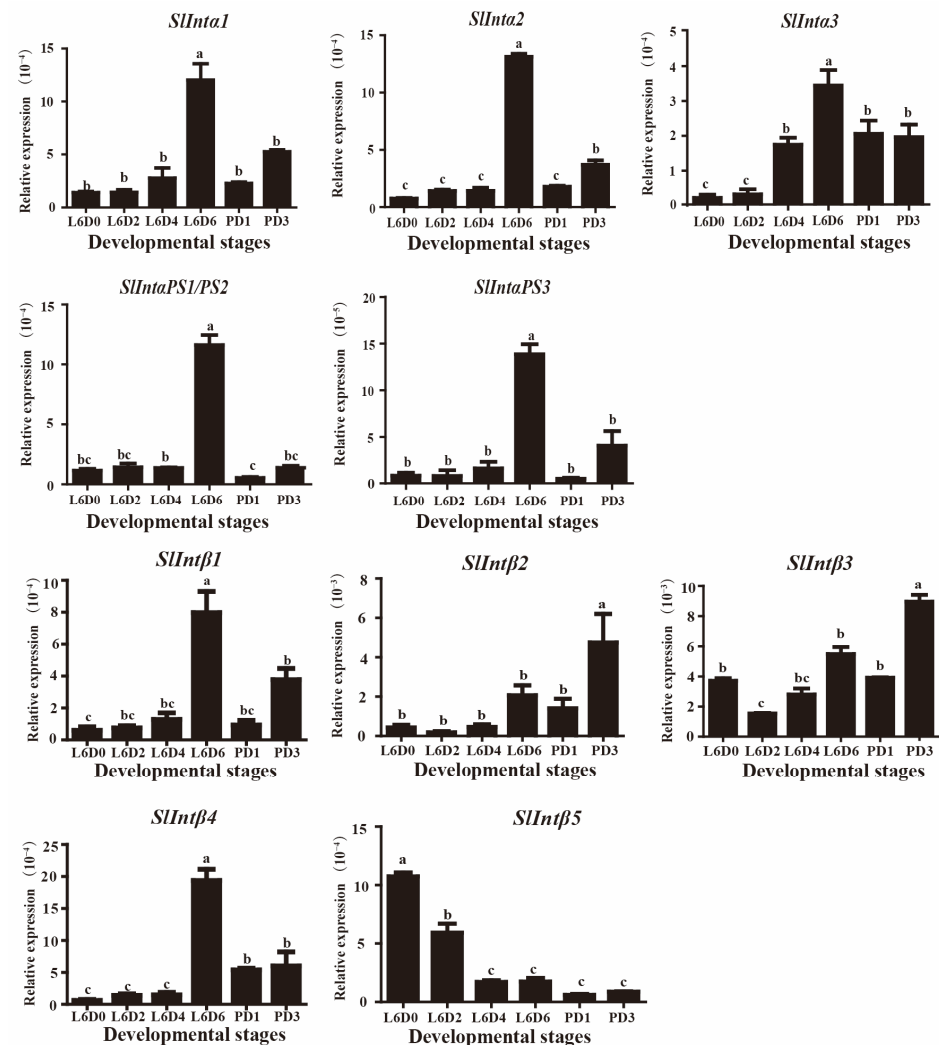 SlIntα1
Relative expression (10⁻⁴)
15
10
5
0
b
b
b
a
b
b
L6D0 L6D2 L6D4 L6D6 PD1 PD3
Developmental stages
SlIntα2
Relative expression (10⁻⁴)
15
10
5
0
c
c
c
a
c
b
L6D0 L6D2 L6D4 L6D6 PD1 PD3
Developmental stages
SlIntα3
Relative expression (10⁻⁴)
5
4
3
2
1
0
c
c
b
a
b
b
L6D0 L6D2 L6D4 L6D6 PD1 PD3
Developmental stages
SlIntαPS1/PS2
Relative expression (10⁻⁴)
15
10
5
0
bc
bc
b
a
c
bc
L6D0 L6D2 L6D4 L6D6 PD1 PD3
Developmental stages
SlIntαPS3
Relative expression (10⁻⁵)
20
15
10
5
0
b
b
b
a
b
b
L6D0 L6D2 L6D4 L6D6 PD1 PD3
Developmental stages
SlIntβ1
Relative expression (10⁻⁴)
10
8
6
4
2
0
c
bc
bc
a
bc
b
L6D0 L6D2 L6D4 L6D6 PD1 PD3
Developmental stages
SlIntβ2
Relative expression (10⁻³)
8
6
4
2
0
b
b
b
b
b
a
L6D0 L6D2 L6D4 L6D6 PD1 PD3
Developmental stages
SlIntβ3
Relative expression (10⁻³)
10
8
6
4
2
0
b
c
bc
b
b
a
L6D0 L6D2 L6D4 L6D6 PD1 PD3
Developmental stages
SlIntβ4
Relative expression (10⁻⁴)
25
20
15
10
5
0
c
c
c
a
b
b
L6D0 L6D2 L6D4 L6D6 PD1 PD3
Developmental stages
SlIntβ5
Relative expression (10⁻⁴)
15
10
5
0
a
b
c
c
c
c
L6D0 L6D2 L6D4 L6D6 PD1 PD3
Developmental stages